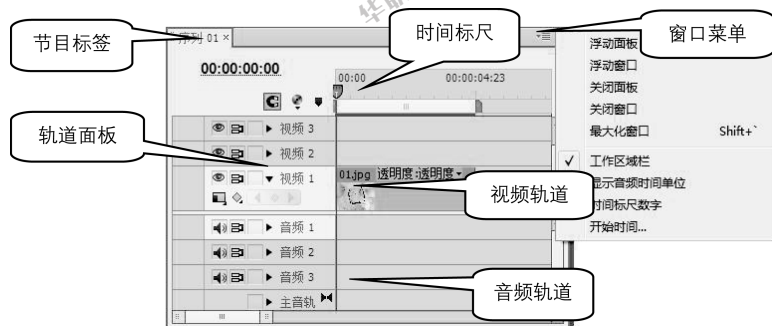 华
节目标签
序列 01 ×
时间标尺
窗口菜单
00:00:00:00
00:00
00:00:04:23
浮动面板
浮动窗口
关闭面板
关闭窗口
最大化窗口 Shift+`
轨道面板
视频 3
视频 2
视频 1
01.jpg 透明度:透明度
视频轨道
✓ 工作区域栏
显示音频时间单位
时间标尺数字
开始时间...
音频 1
音频 2
音频 3
音频轨道
主音轨